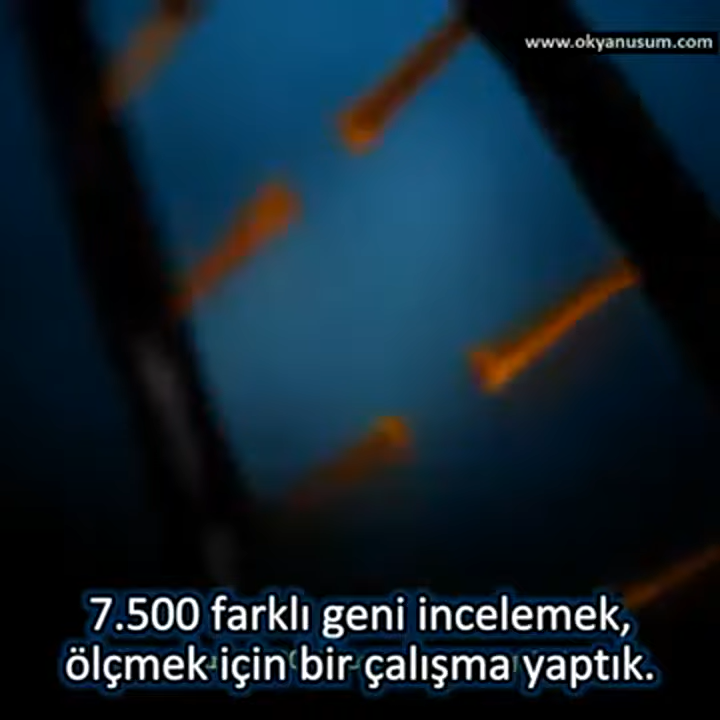 www.okyanusum.com
7.500 farklı geni incelemek,
ölçmek için bir çalışma yaptık.